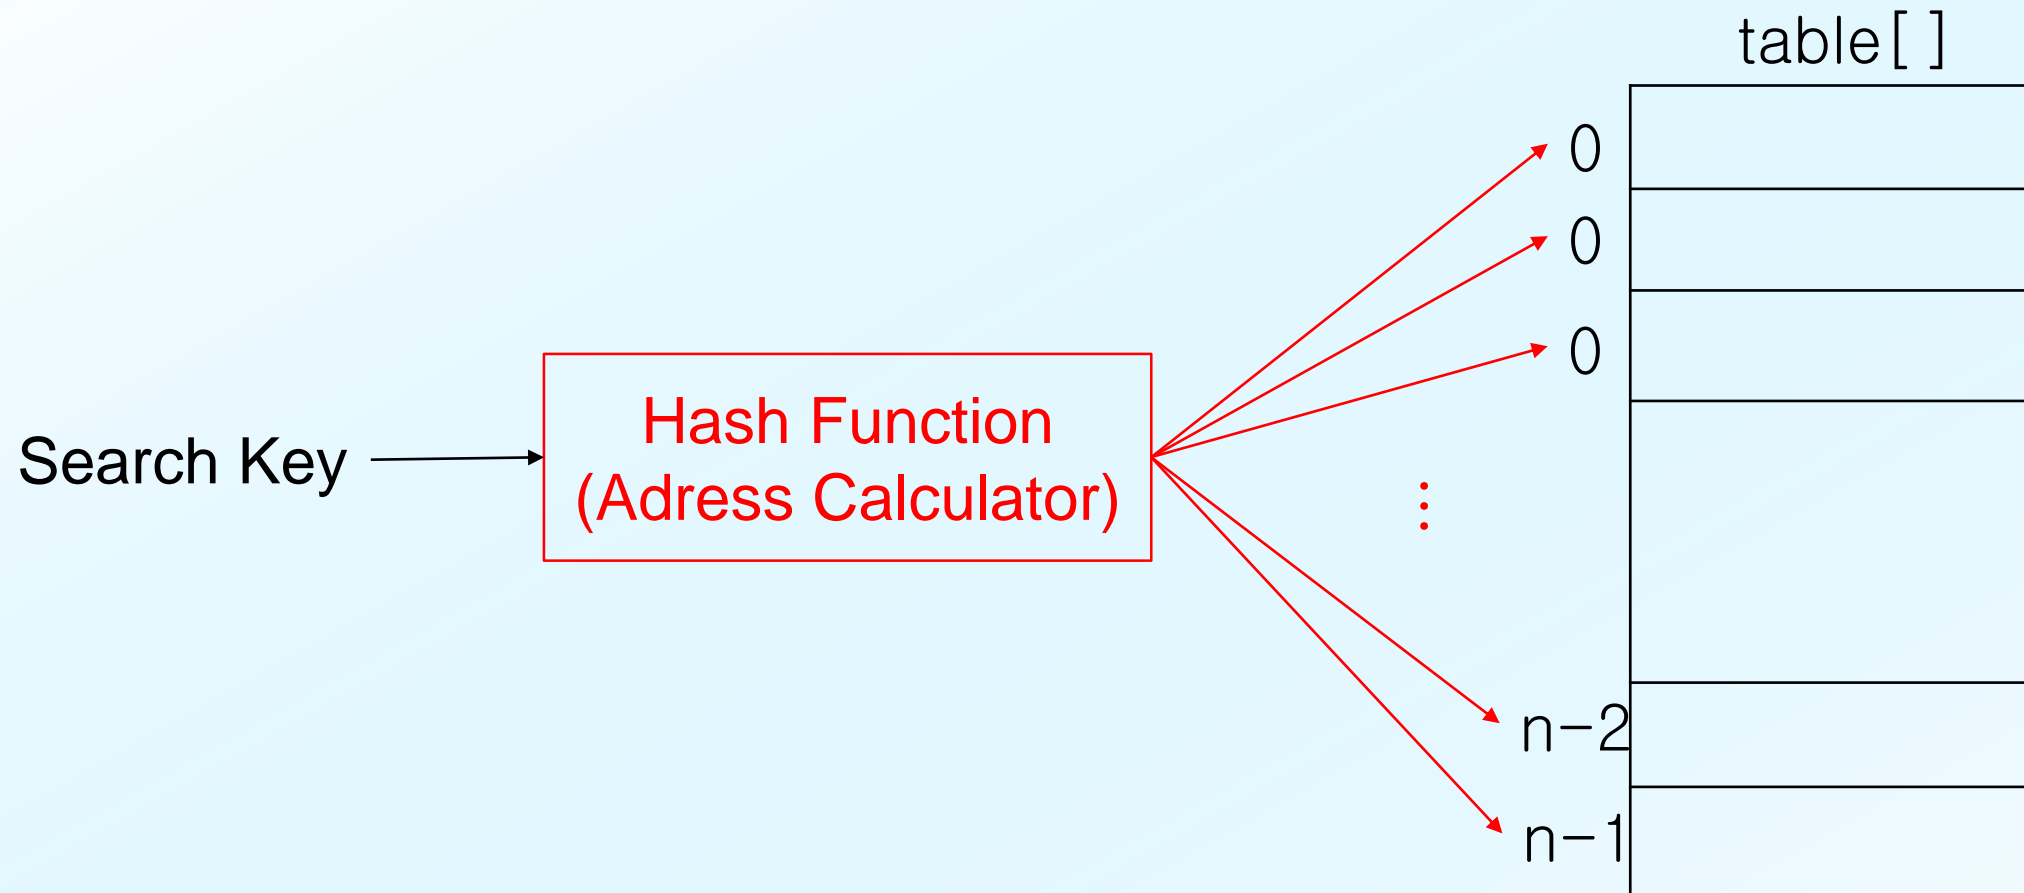 table[ ]
0
0
0
Search Key
Hash Function
(Adress Calculator)
n-2
n-1